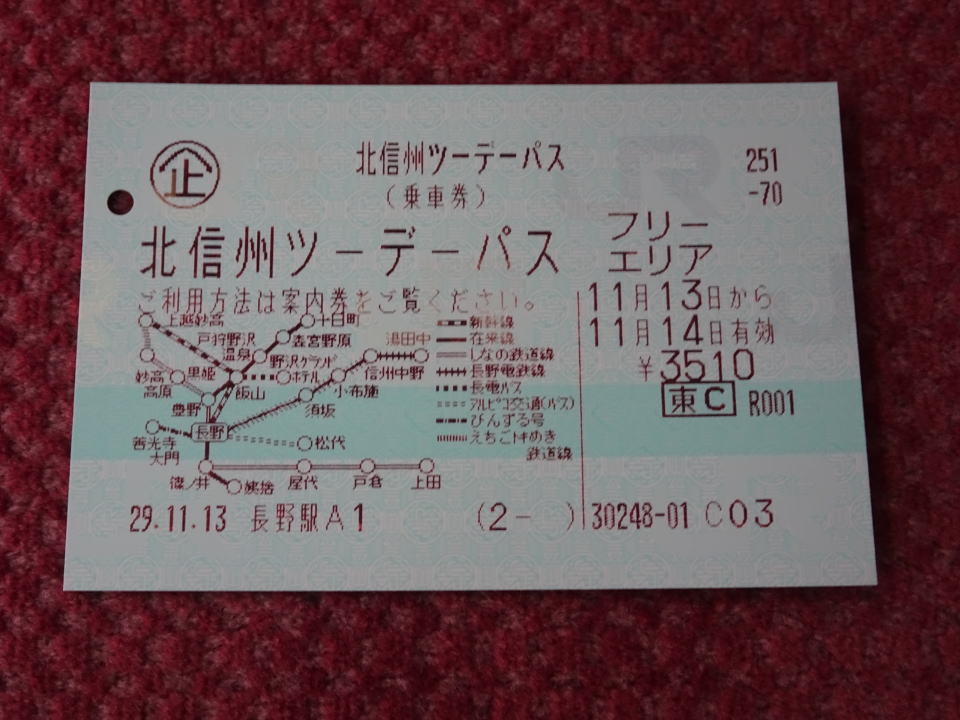 企 北信州ツーデーパス 251
(乗車券) -70
北信州ツーデーパス フリー
エリア
ご利用方法は案内券をご覧ください。
11月13日から
11月14日有効
¥3510
東C R001
上越妙高
十日町
戸狩野沢
温泉
森宮野原
湯田中
妙高
高原
黒姫
野沢グランド
ホテル
信州中野
飯山
小布施
豊野
須坂
長野
善光寺
大門
松代
篠ノ井
姨捨
屋代
戸倉
上田
新幹線
在来線
しなの鉄道線
長野電鉄線
長電バス
アルピコ交通(バス)
びんずる号
えちごトキめき
鉄道線
29.11.13 長野駅A1 (2- ) 30248-01 C03